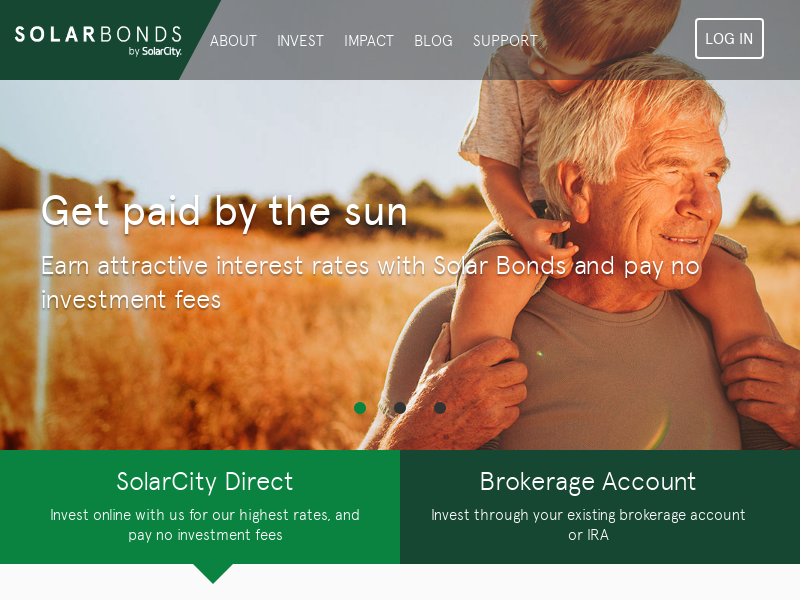 SOLARBONDS
by SolarCity.
ABOUT INVEST IMPACT BLOG SUPPORT
LOG IN
Get paid by the sun
Earn attractive interest rates with Solar Bonds and pay no
investment fees
SolarCity Direct
Invest online with us for our highest rates, and
pay no investment fees
Brokerage Account
Invest through your existing brokerage account
or IRA